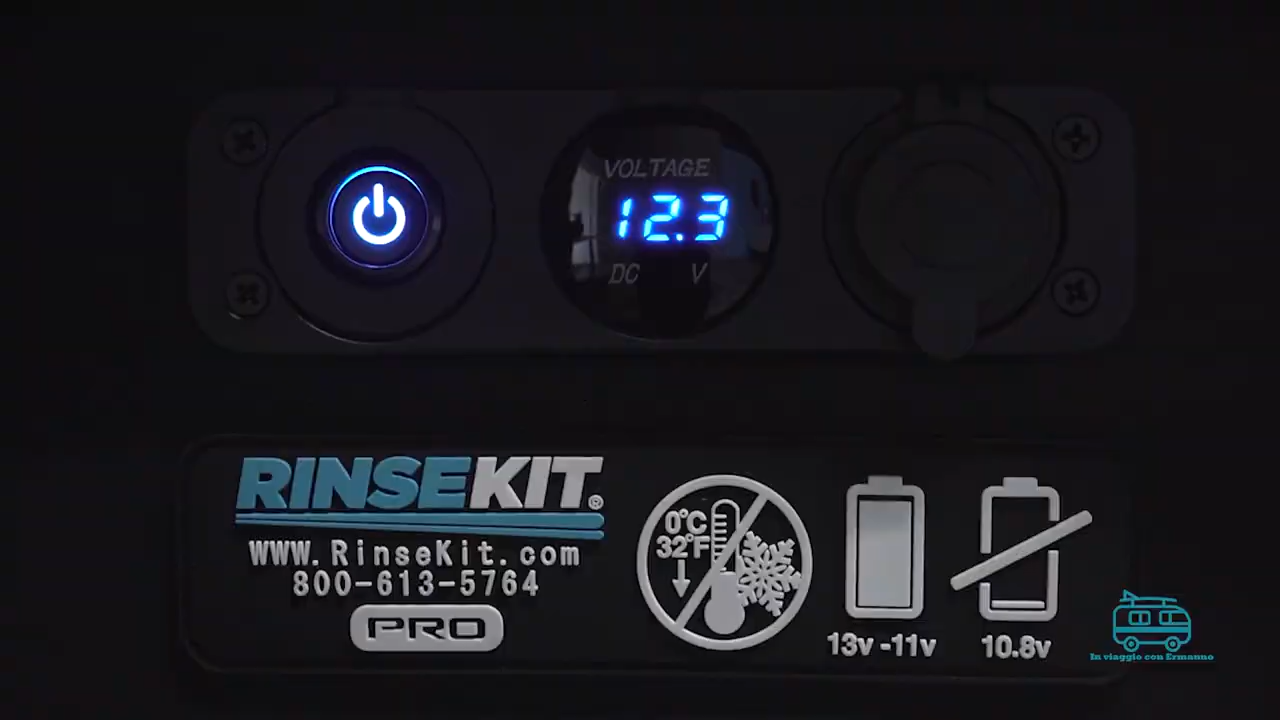 VOLTAGE
12.3
DC V
RINSEKIT®
www.RinseKit.com
800-613-5764
PRO
0°C
32°F
13v -11v
10.8v
In viaggio con Ermanno